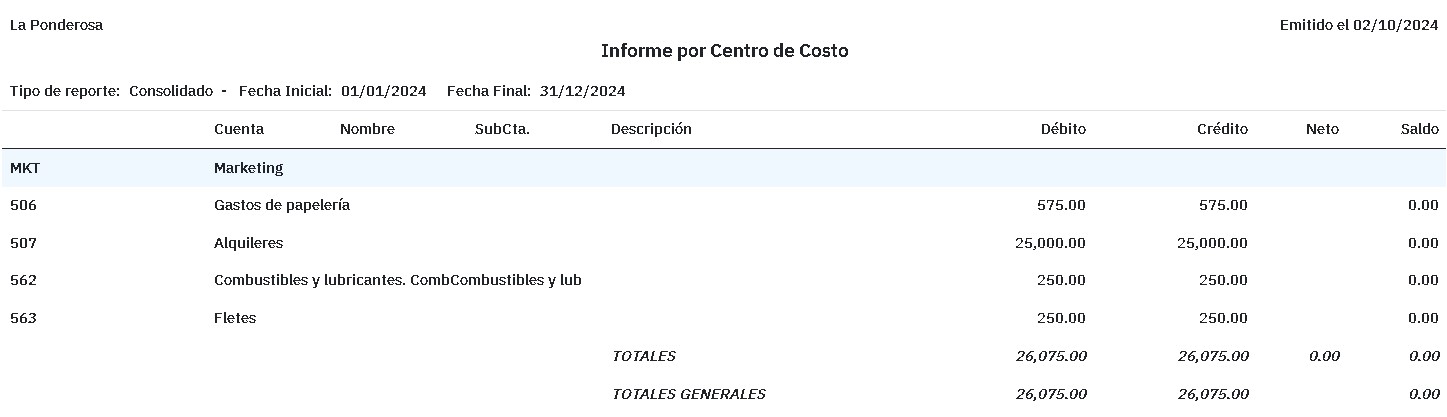 La Ponderosa Emitido el 02/10/2024
Informe por Centro de Costo
Tipo de reporte: Consolidado - Fecha Inicial: 01/01/2024 Fecha Final: 31/12/2024
Cuenta Nombre SubCta. Descripción Débito Crédito Neto Saldo
MKT Marketing
506 Gastos de papelería 575.00 575.00 0.00
507 Alquileres 25,000.00 25,000.00 0.00
562 Combustibles y lubricantes. CombCombustibles y lub 250.00 250.00 0.00
563 Fletes 250.00 250.00 0.00
TOTALES 26,075.00 26,075.00 0.00 0.00
TOTALES GENERALES 26,075.00 26,075.00 0.00